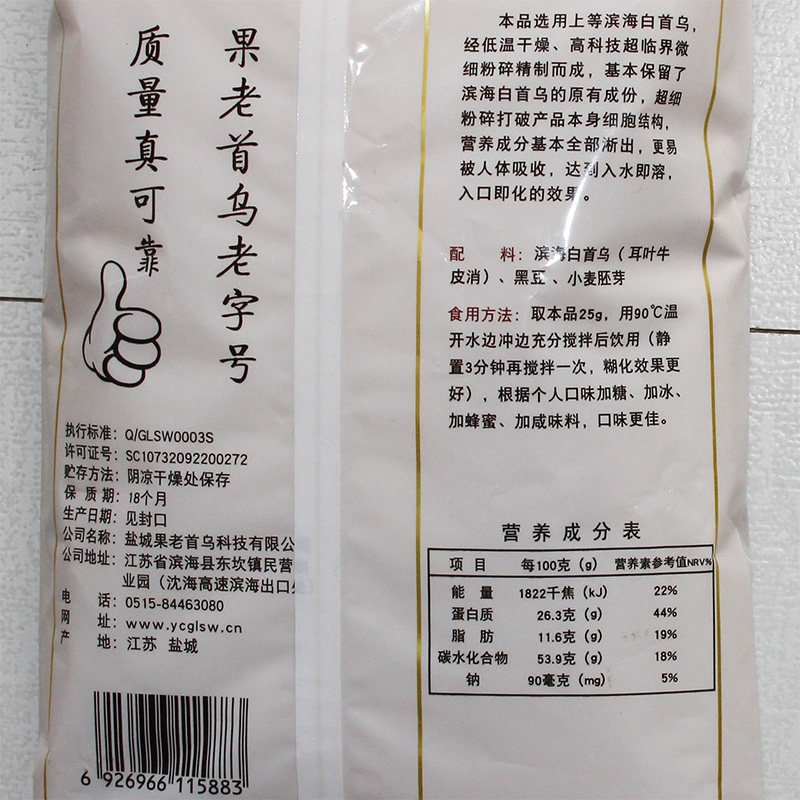 果老首乌老字号
质量真可靠
执行标准：Q/GLSW0003S
许可证号：SC10732092200272
贮存方法：阴凉干燥处保存
保 质 期：18个月
生产日期：见封口
公司名称：盐城果老首乌科技有限公
公司地址：江苏省滨海县东坎镇民营
业园（沈海高速滨海出口处
电　　话：0515-84463080
网　　址：www.ycglsw.cn
产　　地：江苏 盐城
6 926966 115883
本品选用上等滨海白首乌，
经低温干燥、高科技超临界微
细粉碎精制而成，基本保留了
滨海白首乌的原有成份，超细
粉碎打破产品本身细胞结构，
营养成分基本全部淅出，更易
被人体吸收，达到入水即溶，
入口即化的效果。
配　　料：滨海白首乌（耳叶牛
皮消）、黑豆 、小麦胚芽
食用方法：取本品25g，用90℃温
开水边冲边充分搅拌后饮用（静
置3分钟再搅拌一次，糊化效果更
好），根据个人口味加糖、加冰、
加蜂蜜、加咸味料，口味更佳。
营养成分表
项 目 每100克（g） 营养素参考值NRV%
能 量 1822千焦（kJ） 22%
蛋白质 26.3克（g） 44%
脂 肪 11.6克（g） 19%
碳水化合物 53.9克（g） 18%
钠 90毫克（mg） 5%